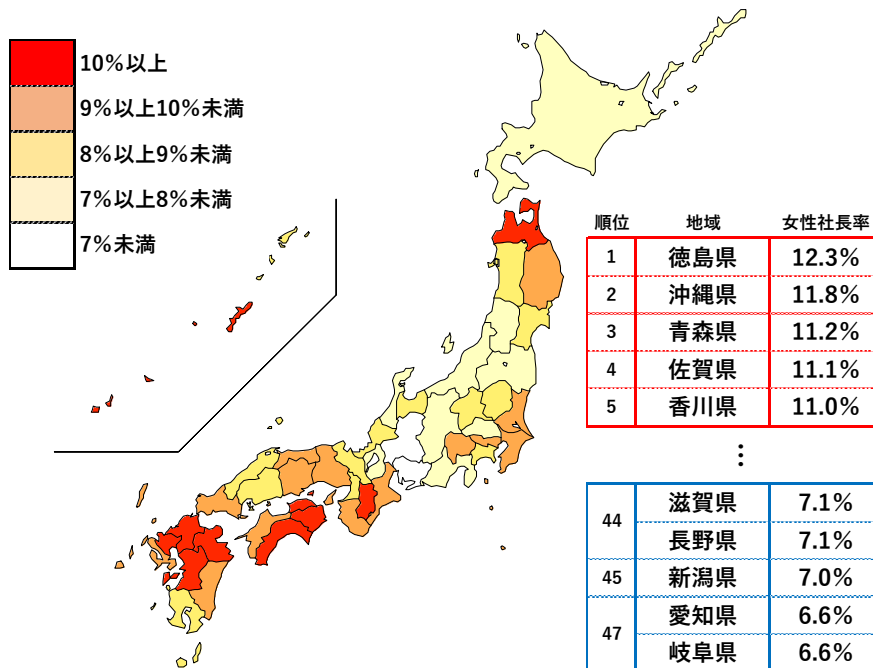 10%以上
9%以上10%未満
8%以上9%未満
7%以上8%未満
7%未満
順位 地域 女性社長率
1 徳島県 12.3%
2 沖縄県 11.8%
3 青森県 11.2%
4 佐賀県 11.1%
5 香川県 11.0%
⋮
44 滋賀県 7.1%
長野県 7.1%
45 新潟県 7.0%
47 愛知県 6.6%
岐阜県 6.6%